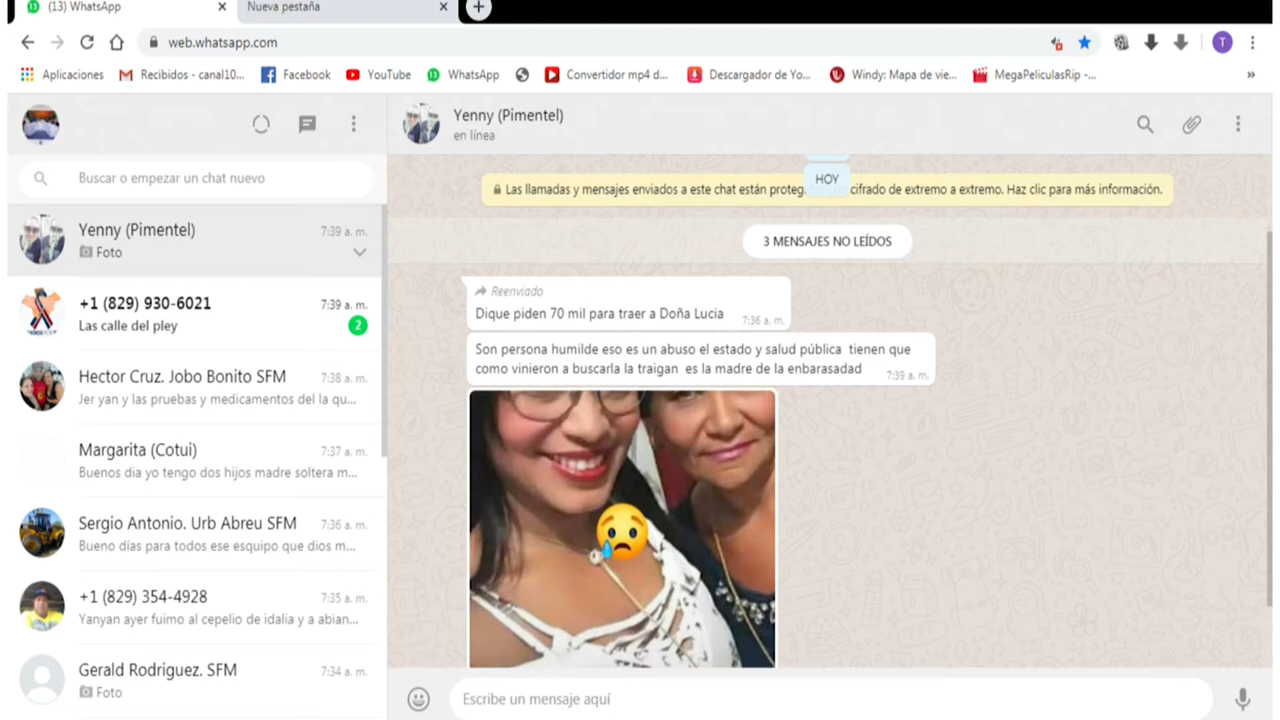 (13) WhatsApp
Nueva pestaña
web.whatsapp.com
T
Aplicaciones
Recibidos - canal10...
Facebook
YouTube
WhatsApp
Convertidor mp4 d...
Descargador de Yo...
Windy: Mapa de vie...
MegaPeliculasRip -...
»
Buscar o empezar un chat nuevo
Yenny (Pimentel) 7:39 a. m.
Foto
+1 (829) 930-6021 7:39 a. m.
Las calle del pley 2
Hector Cruz. Jobo Bonito SFM 7:38 a. m.
Jer yan y las pruebas y medicamentos del la qu...
Margarita (Cotui) 7:37 a. m.
Buenos dia yo tengo dos hijos madre soltera m...
Sergio Antonio. Urb Abreu SFM 7:36 a. m.
Bueno días para todos ese esquipo que dios m...
+1 (829) 354-4928 7:35 a. m.
Yanyan ayer fuimo al cepelio de idalia y a abian...
Gerald Rodriguez. SFM 7:34 a. m.
Foto
Yenny (Pimentel)
en línea
HOY
Las llamadas y mensajes enviados a este chat están proteg. cifrado de extremo a extremo. Haz clic para más información.
3 MENSAJES NO LEÍDOS
Reenviado
Dique piden 70 mil para traer a Doña Lucia 7:36 a. m.
Son persona humilde eso es un abuso el estado y salud pública tienen que
como vinieron a buscarla la traigan es la madre de la enbarasadad 7:39 a. m.
Escribe un mensaje aquí